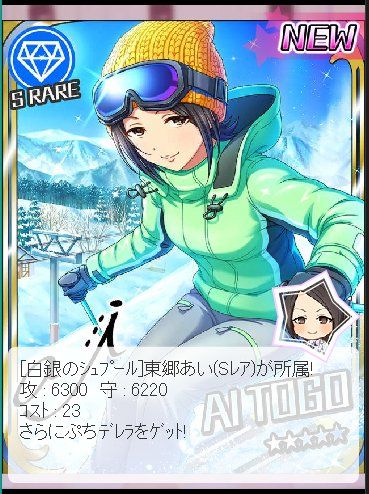 NEW
S RARE
[白銀のｼｭﾌﾟｰﾙ]東郷あい(Sﾚｱ)が所属!
攻 : 6300 守 : 6220
ｺｽﾄ : 23
さらにぷちﾃﾞﾚﾗをｹﾞｯﾄ!
AI TOGO